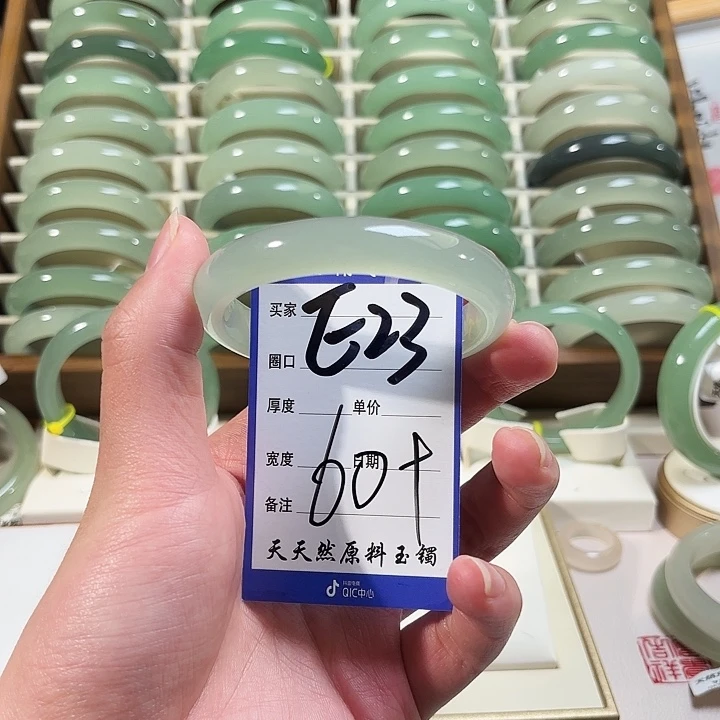 买家 E23
圈口
厚度 单价
宽度 日期
60+
备注
天天然原料玉镯
抖音电商
QIC中心